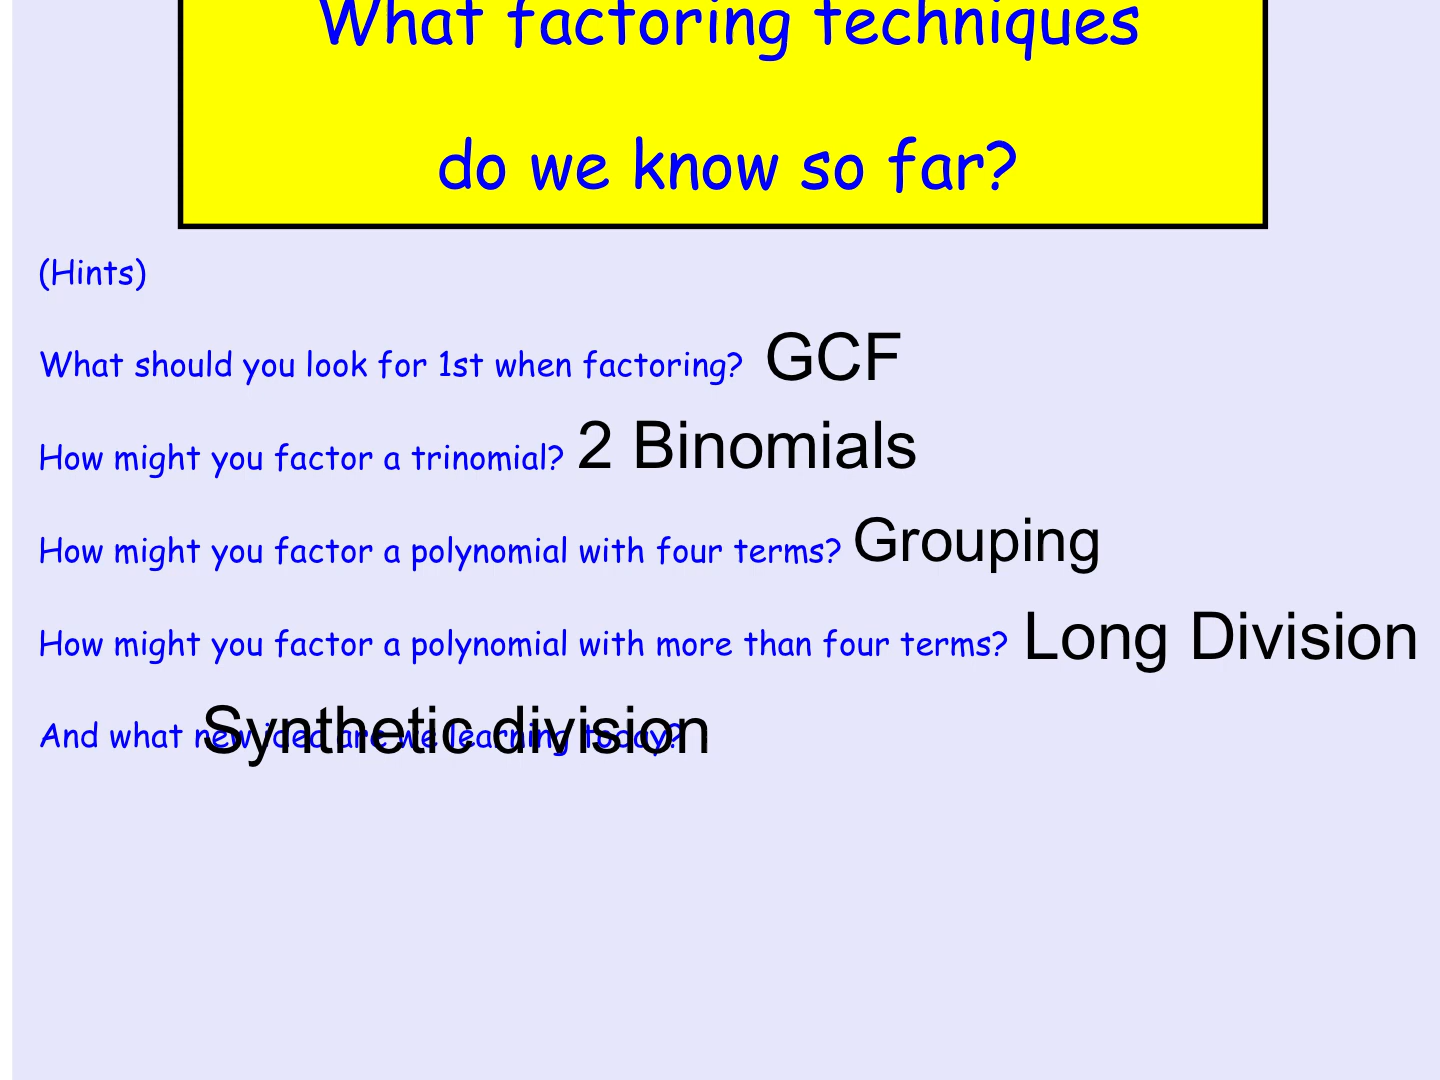 What factoring techniques
do we know so far?
(Hints)
What should you look for 1st when factoring? GCF
How might you factor a trinomial? 2 Binomials
How might you factor a polynomial with four terms? Grouping
How might you factor a polynomial with more than four terms? Long Division
And what new idea are we learning today?
Synthetic division